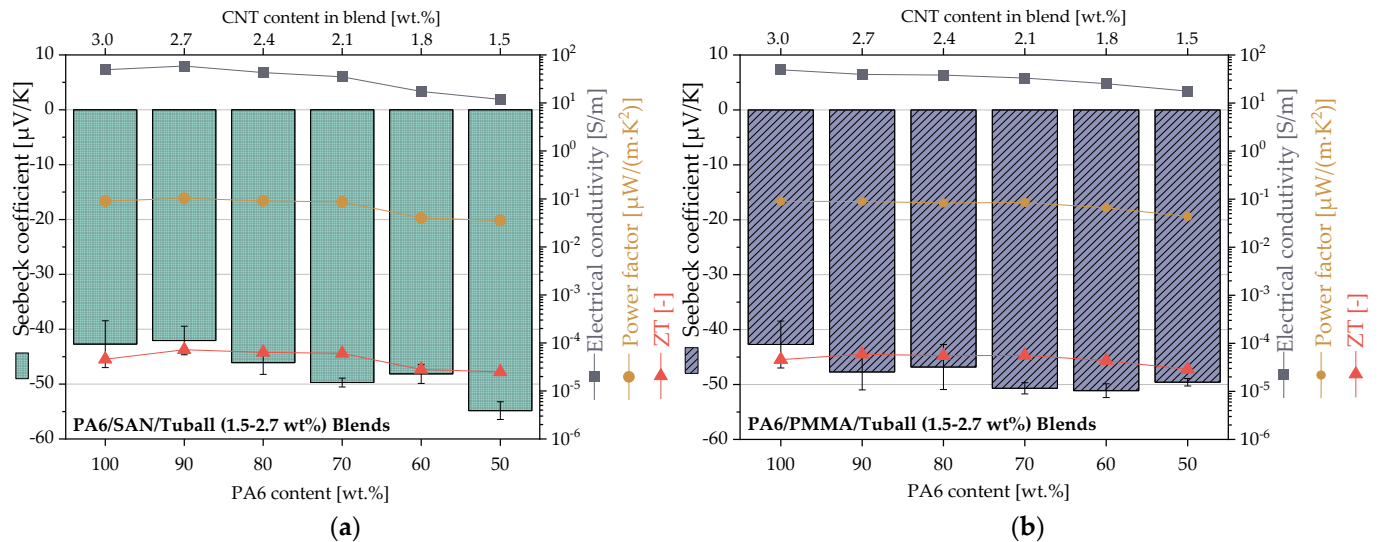 CNT content in blend [wt.%]
3.0 2.7 2.4 2.1 1.8 1.5
10
0
-10
-20
-30
-40
-50
-60
Seebeck coefficient [µV/K]
10²
10¹
10⁰
10⁻¹
10⁻²
10⁻³
10⁻⁴
10⁻⁵
10⁻⁶
Electrical condutivity [S/m]
Power factor [µW/(m·K²)]
ZT [-]
PA6/SAN/Tuball (1.5-2.7 wt%) Blends
100 90 80 70 60 50
PA6 content [wt.%]
(a)
CNT content in blend [wt.%]
3.0 2.7 2.4 2.1 1.8 1.5
10
0
-10
-20
-30
-40
-50
-60
Seebeck coefficient [µV/K]
10²
10¹
10⁰
10⁻¹
10⁻²
10⁻³
10⁻⁴
10⁻⁵
10⁻⁶
Electrical condutivity [S/m]
Power factor [µW/(m·K²)]
ZT [-]
PA6/PMMA/Tuball (1.5-2.7 wt%) Blends
100 90 80 70 60 50
PA6 content [wt.%]
(b)